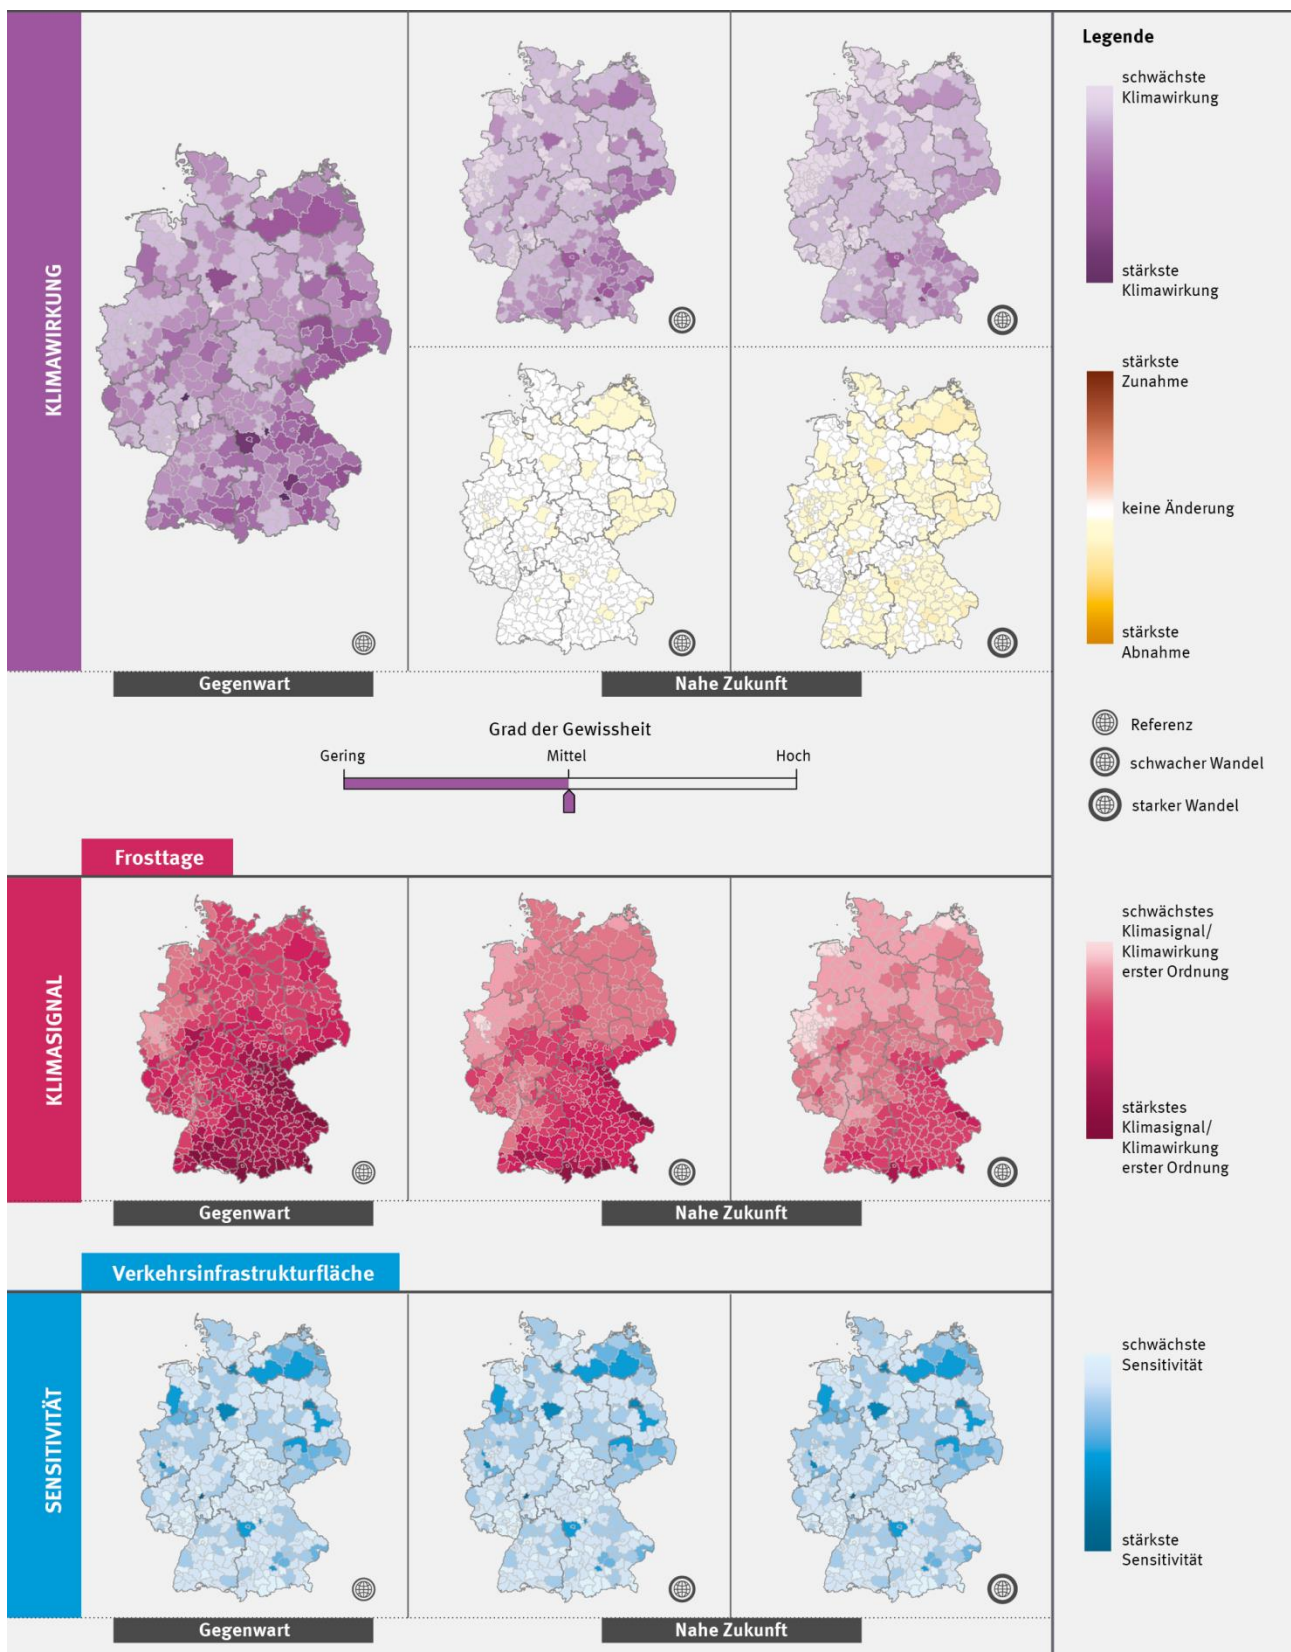 KLIMAWIRKUNG
Gegenwart
Nahe Zukunft
Grad der Gewissheit
Gering
Mittel
Hoch
Frosttage
KLIMASIGNAL
Gegenwart
Nahe Zukunft
Verkehrsinfrastrukturfläche
SENSITIVITÄT
Gegenwart
Nahe Zukunft
Legende
schwächste
Klimawirkung
stärkste
Klimawirkung
stärkste
Zunahme
keine Änderung
stärkste
Abnahme
Referenz
schwacher Wandel
starker Wandel
schwächstes
Klimasignal/
Klimawirkung
erster Ordnung
stärkstes
Klimasignal/
Klimawirkung
erster Ordnung
schwächste
Sensitivität
stärkste
Sensitivität